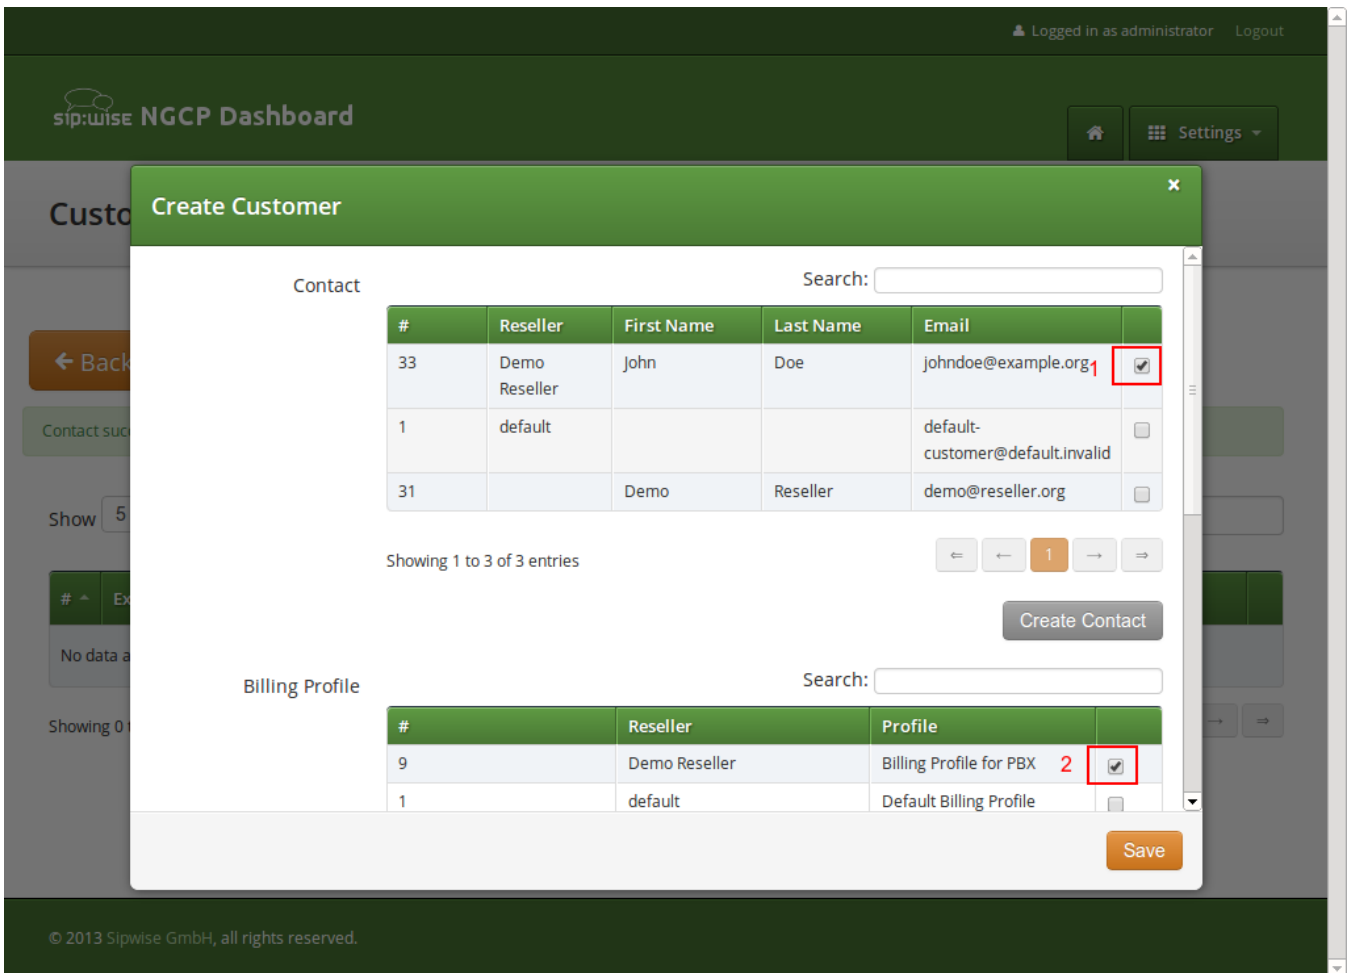 Logged in as administrator Logout
sip:wise NGCP Dashboard
Settings
Custo
Create Customer
×
Contact
Search:
# Reseller First Name Last Name Email
33 Demo Reseller John Doe johndoe@example.org 1
Back
1 default default-customer@default.invalid
Contact suc
31 Demo Reseller demo@reseller.org
Show 5
Showing 1 to 3 of 3 entries
⇐ ← 1 → ⇒
# Ex
Create Contact
No data a
Billing Profile
Search:
# Reseller Profile
Showing 0 t
→ ⇒
9 Demo Reseller Billing Profile for PBX 2
1 default Default Billing Profile
Save
© 2013 Sipwise GmbH, all rights reserved.